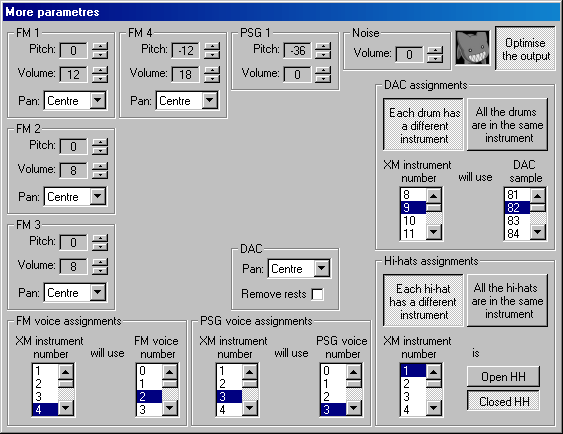 More parametres
FM 1
Pitch: 0
Volume: 12
Pan: Centre
FM 4
Pitch: -12
Volume: 18
Pan: Centre
PSG 1
Pitch: -36
Volume: 0
Noise
Volume: 0
Optimise
the output
FM 2
Pitch: 0
Volume: 8
Pan: Centre
FM 3
Pitch: 0
Volume: 8
Pan: Centre
DAC
Pan: Centre
Remove rests
DAC assignments
Each drum has
a different
instrument
All the drums
are in the same
instrument
XM instrument
number
will use
DAC
sample
8
9
10
11
81
82
83
84
Hi-hats assignments
Each hi-hat
has a different
instrument
All the hi-hats
are in the same
instrument
XM instrument
number
is
1
2
3
4
Open HH
Closed HH
FM voice assignments
XM instrument
number
will use
FM voice
number
1
2
3
4
0
1
2
3
PSG voice assignments
XM instrument
number
will use
PSG voice
number
1
2
3
4
0
1
2
3